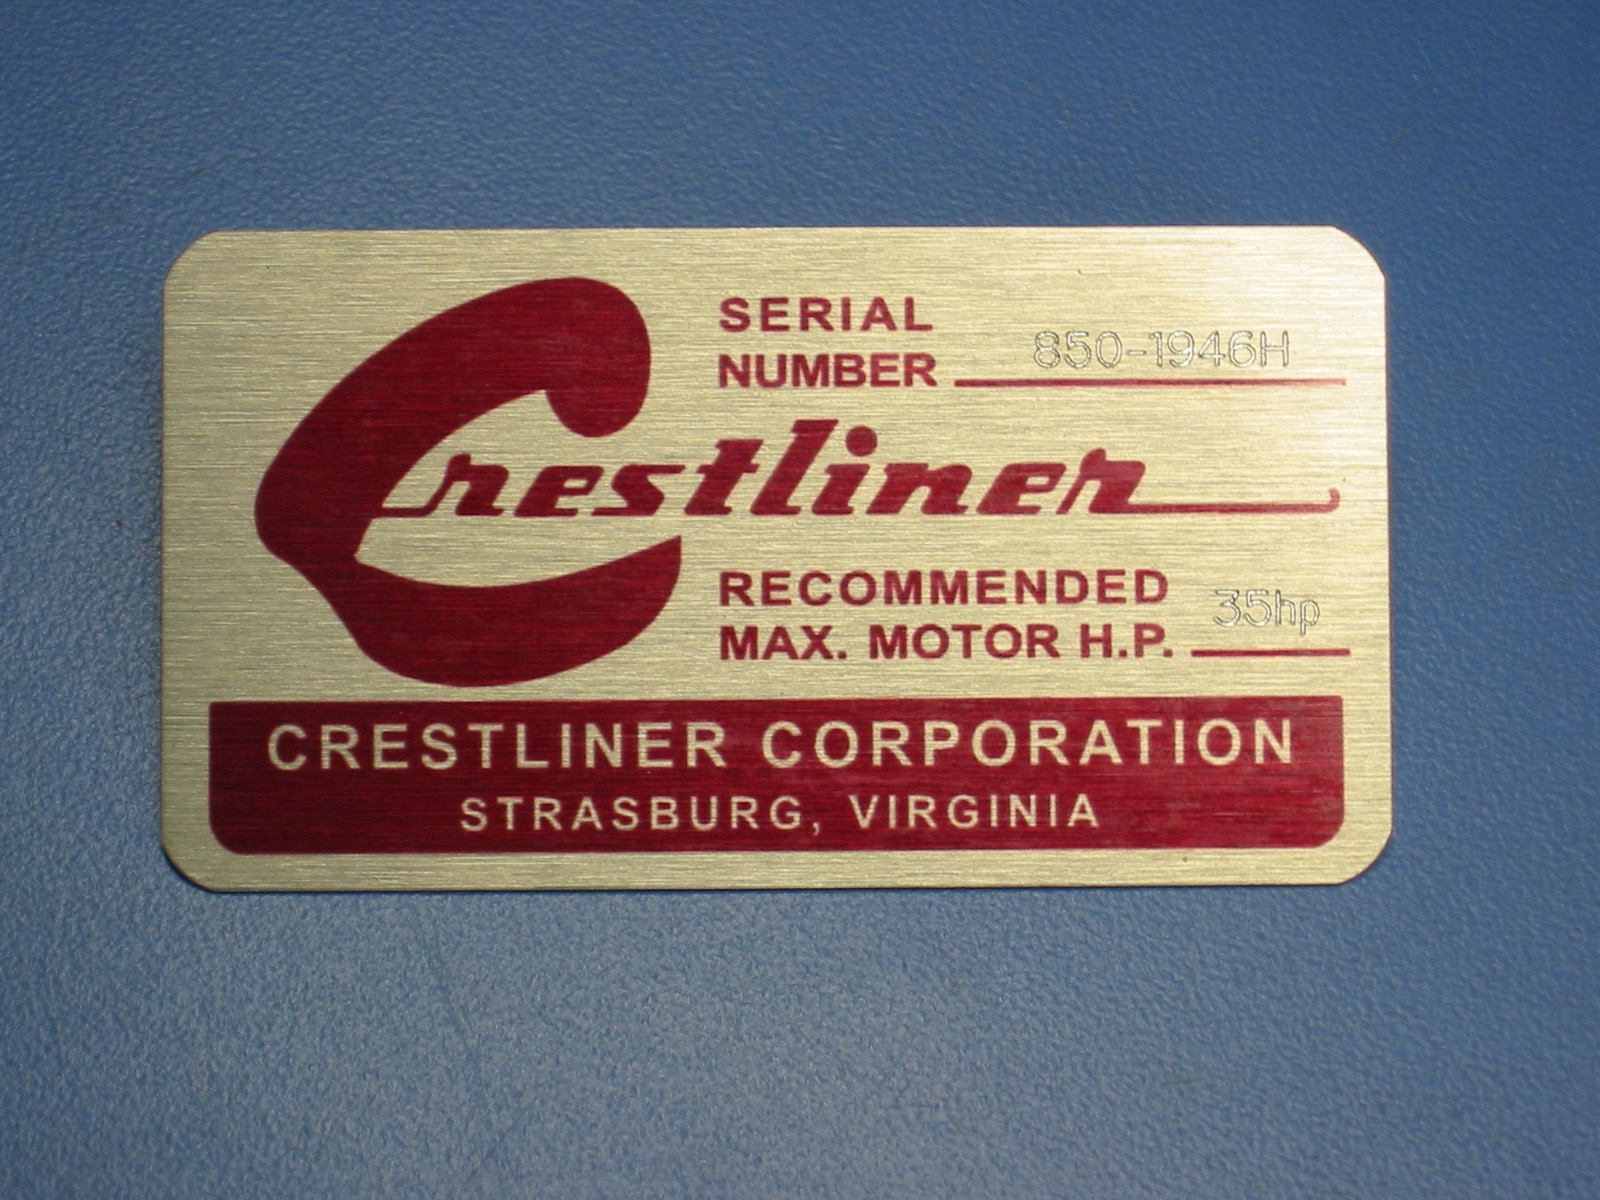 SERIAL
NUMBER 850-1946H
Crestliner
RECOMMENDED
MAX. MOTOR H.P. 35hp
CRESTLINER CORPORATION
STRASBURG, VIRGINIA